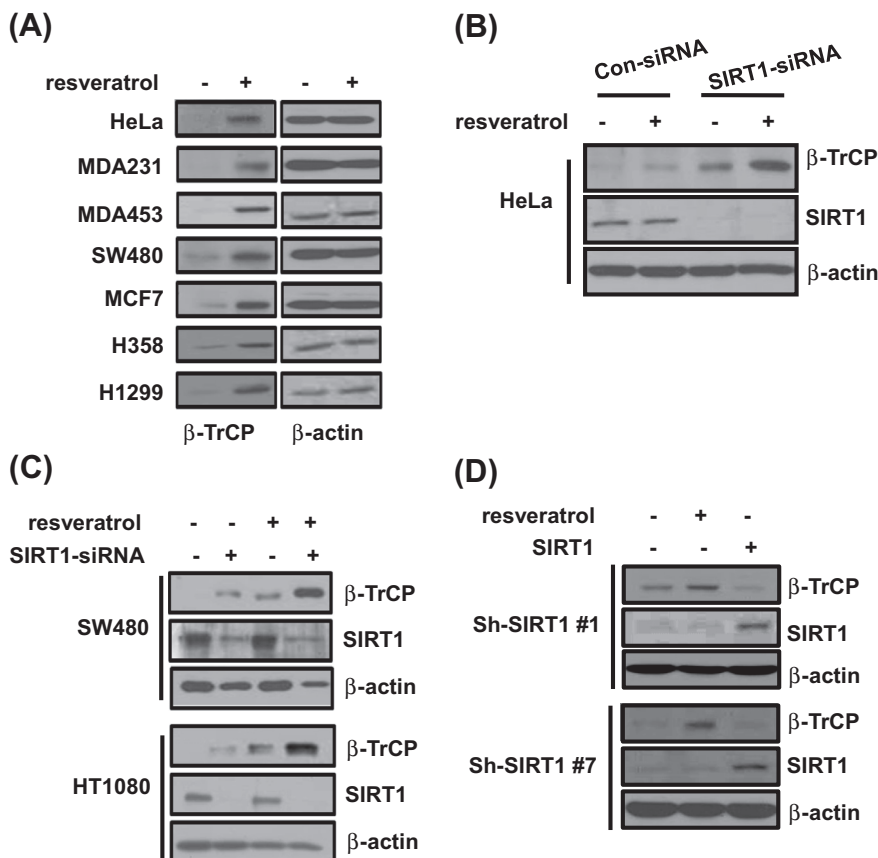 (A)
resveratrol - + - +
HeLa
MDA231
MDA453
SW480
MCF7
H358
H1299
β-TrCP β-actin
(B)
Con-siRNA SIRT1-siRNA
resveratrol - + - +
HeLa
β-TrCP
SIRT1
β-actin
(C)
resveratrol - - + +
SIRT1-siRNA - + - +
SW480
β-TrCP
SIRT1
β-actin
HT1080
β-TrCP
SIRT1
β-actin
(D)
resveratrol - + -
SIRT1 - - +
Sh-SIRT1 #1
β-TrCP
SIRT1
β-actin
Sh-SIRT1 #7
β-TrCP
SIRT1
β-actin